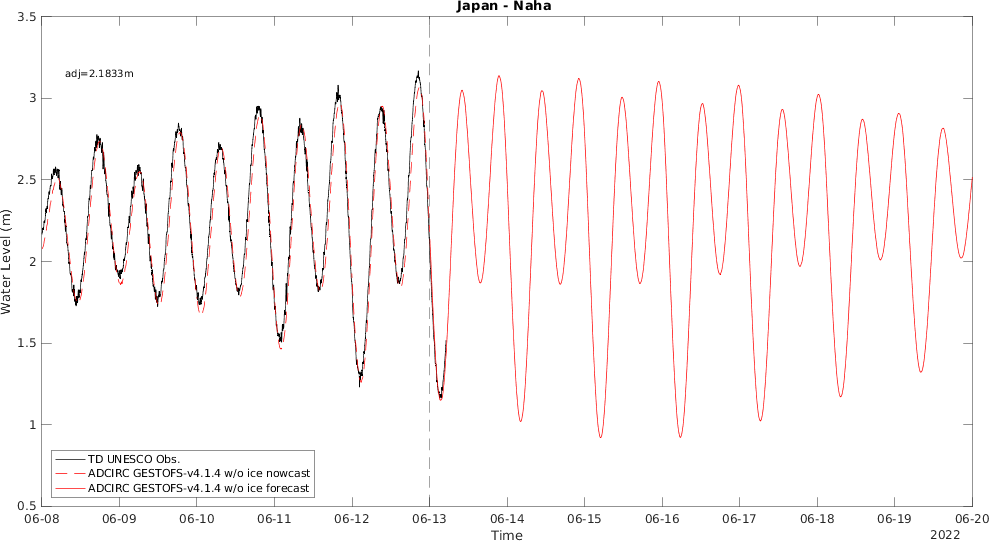 Japan - Naha
3.5
adj=2.1833m
3
2.5
2
1.5
1
0.5
Water Level (m)
TD UNESCO Obs.
ADCIRC GESTOFS-v4.1.4 w/o ice nowcast
ADCIRC GESTOFS-v4.1.4 w/o ice forecast
06-08 06-09 06-10 06-11 06-12 06-13 06-14 06-15 06-16 06-17 06-18 06-19 06-20
Time
2022